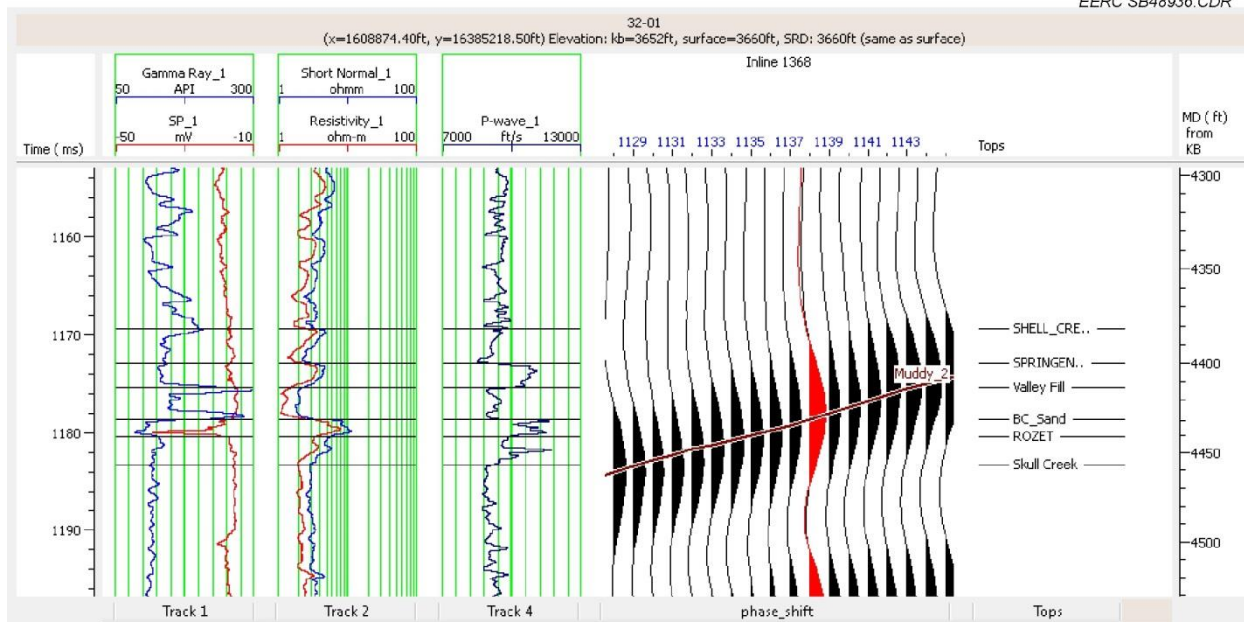 EERC SB48936.CDR
32-01
(x=1608874.40ft, y=16385218.50ft) Elevation: kb=3652ft, surface=3660ft, SRD: 3660ft (same as surface)
Gamma Ray_1
50 API 300
SP_1
-50 mV -10
Short Normal_1
1 ohmm 100
Resistivity_1
1 ohm-m 100
P-wave_1
7000 ft/s 13000
Inline 1368
1129 1131 1133 1135 1137 1139 1141 1143
Time ( ms)
Tops
MD ( ft)
from
KB
4300
1160
4350
1170
SHELL_CRE..
SPRINGEN..
4400
Muddy_2
Valley Fill
BC_Sand
1180
ROZET
4450
Skull Creek
1190
4500
Track 1 Track 2 Track 4 phase_shift Tops